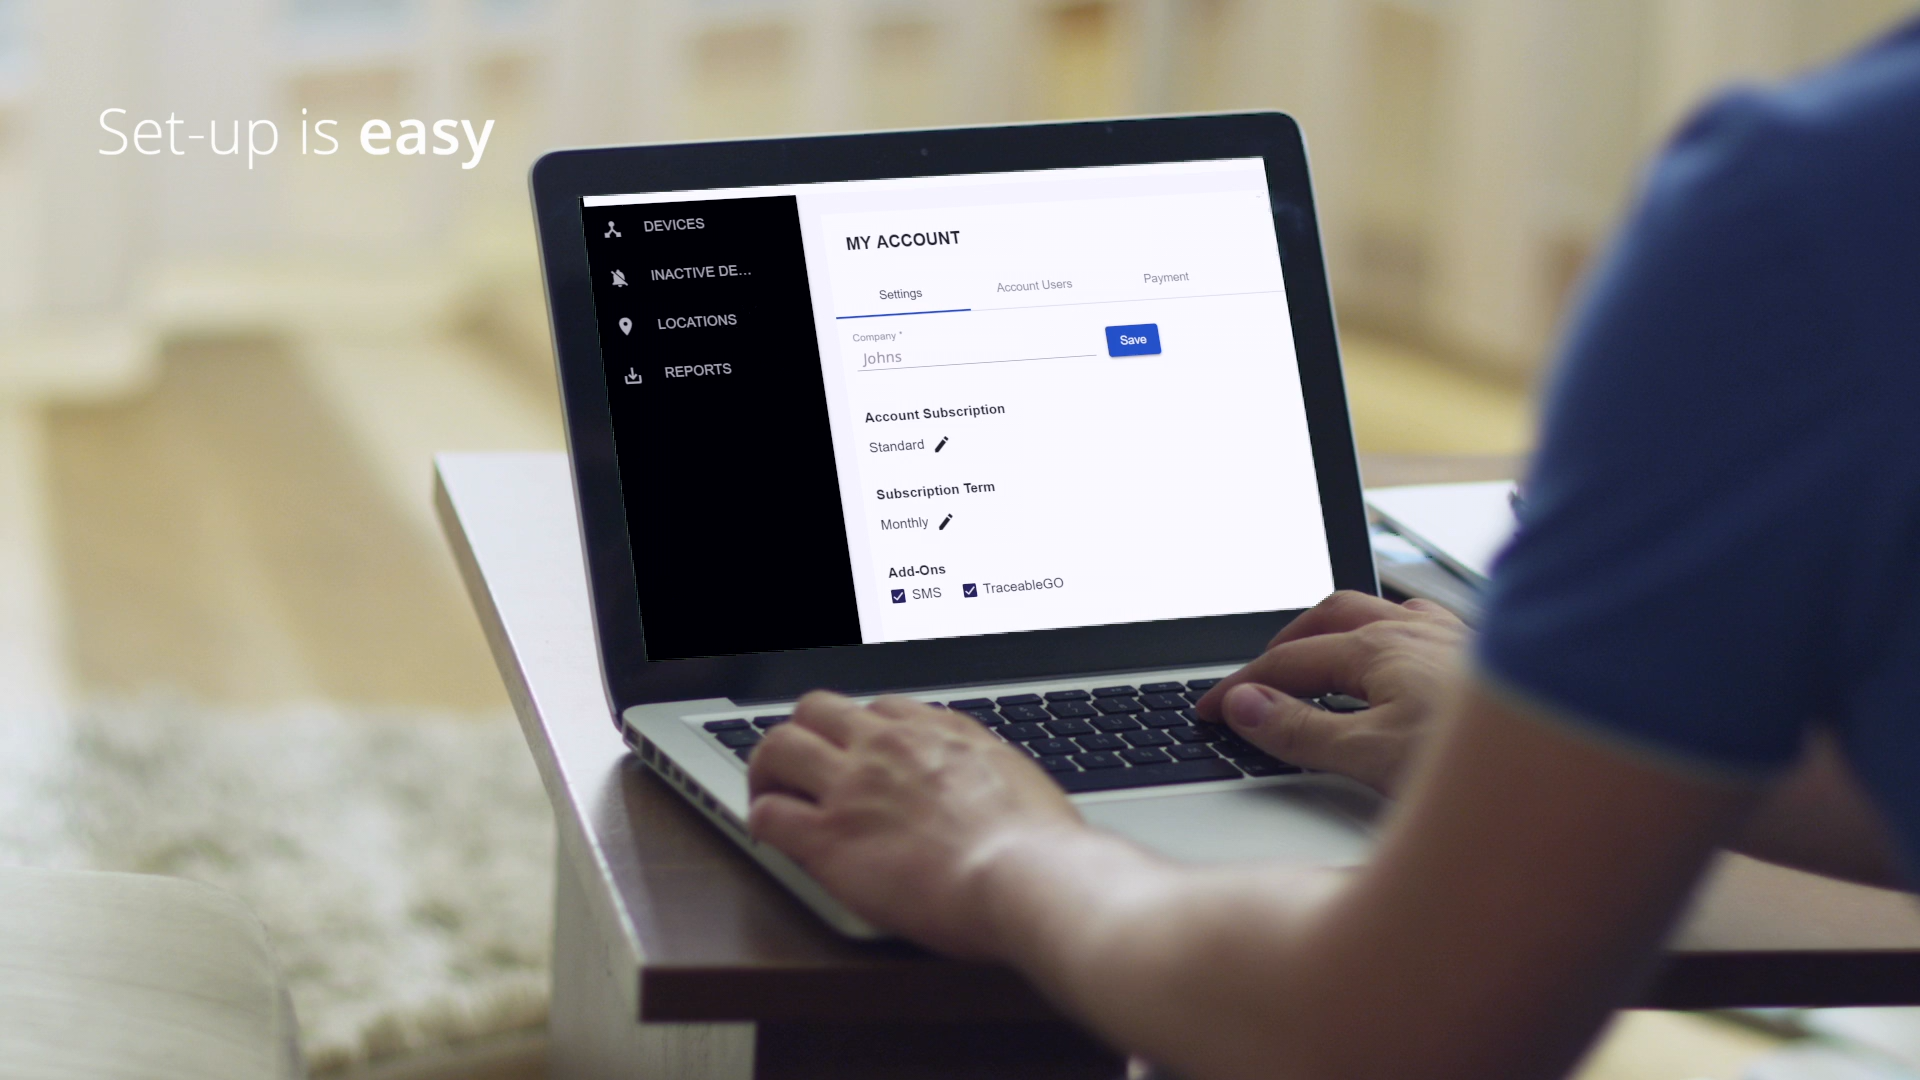 Set-up is easy
DEVICES
INACTIVE DE...
LOCATIONS
REPORTS
MY ACCOUNT
Settings Account Users Payment
Company *
Johns
Save
Account Subscription
Standard
Subscription Term
Monthly
Add-Ons
SMS TraceableGO